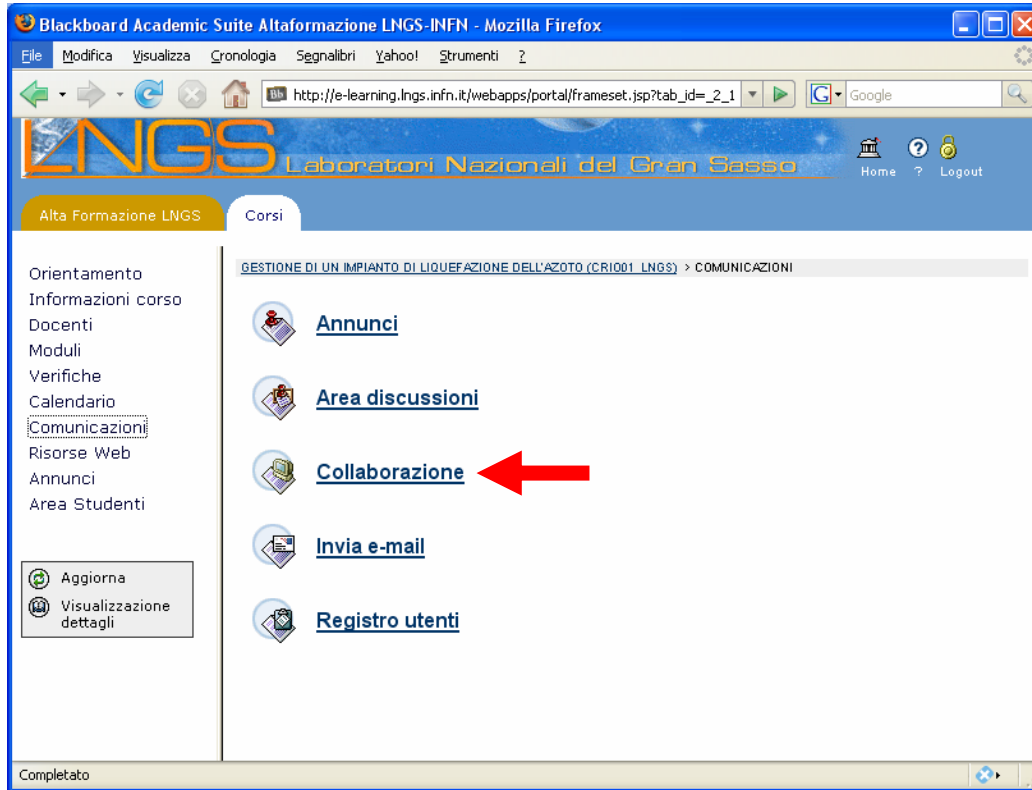 Blackboard Academic Suite Altaformazione LNGS-INFN - Mozilla Firefox
File Modifica Visualizza Cronologia Segnalibri Yahoo! Strumenti ?
http://e-learning.lngs.infn.it/webapps/portal/frameset.jsp?tab_id=_2_1 G Google
LNGS
Laboratori Nazionali del Gran Sasso
Home ? Logout
Alta Formazione LNGS Corsi
Orientamento
Informazioni corso
Docenti
Moduli
Verifiche
Calendario
Comunicazioni
Risorse Web
Annunci
Area Studenti
Aggiorna
Visualizzazione
dettagli
GESTIONE DI UN IMPIANTO DI LIQUEFAZIONE DELL'AZOTO (CRI001_LNGS) > COMUNICAZIONI
Annunci
Area discussioni
Collaborazione
Invia e-mail
Registro utenti
Completato